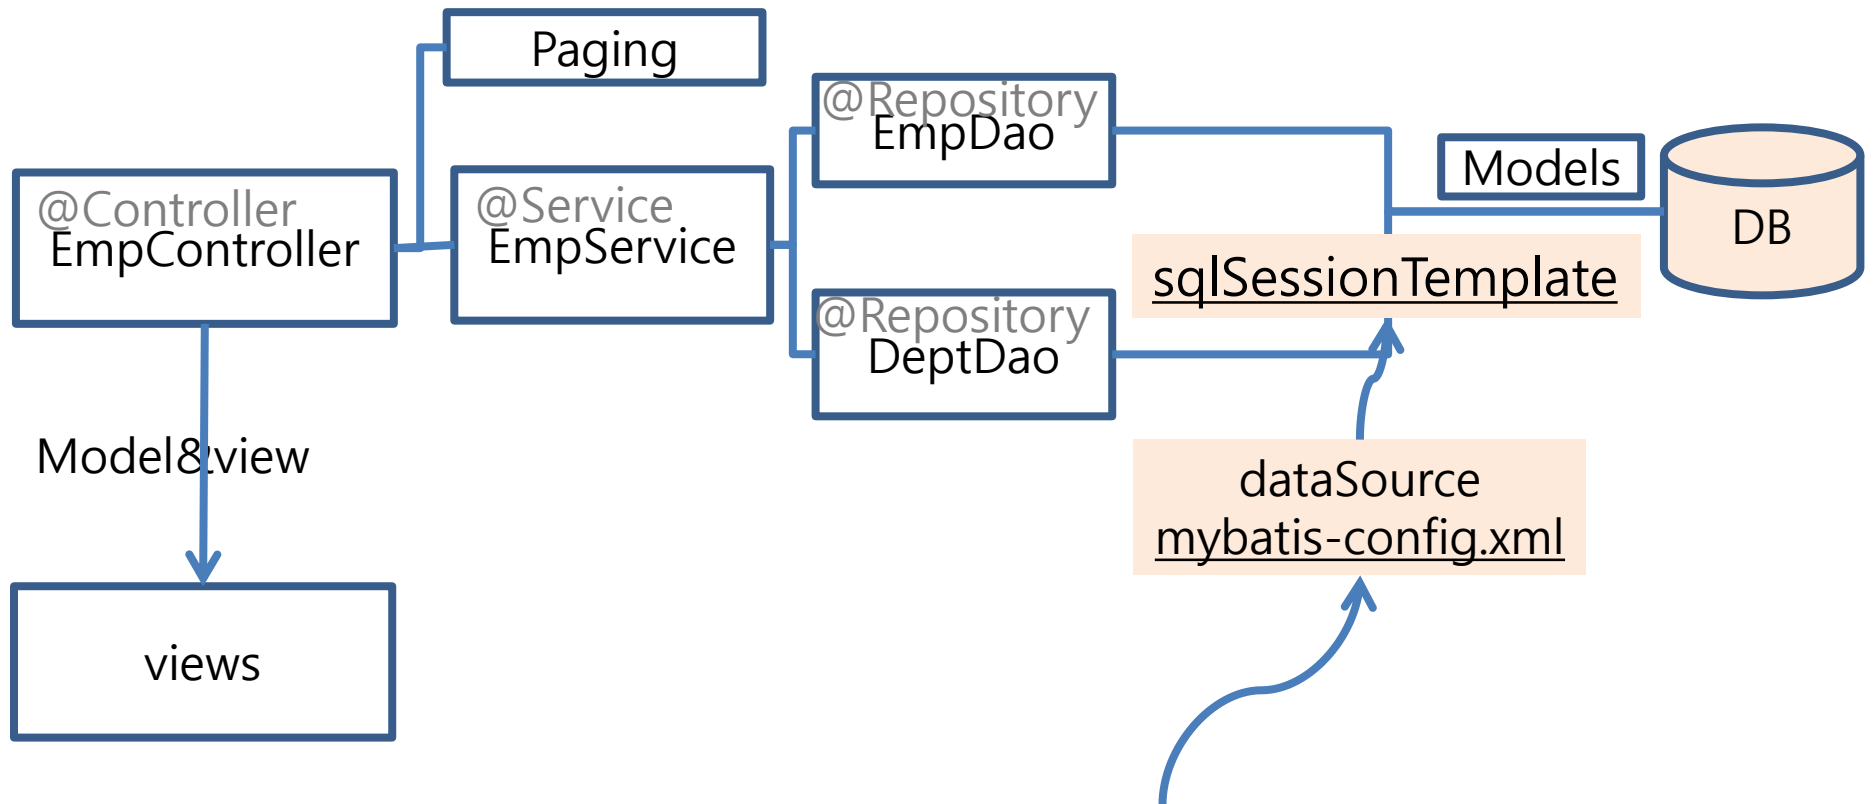 Paging
@Repository
EmpDao
Models
@Controller
EmpController
@Service
EmpService
DB
sqlSessionTemplate
@Repository
DeptDao
Model&view
dataSource
mybatis-config.xml
views